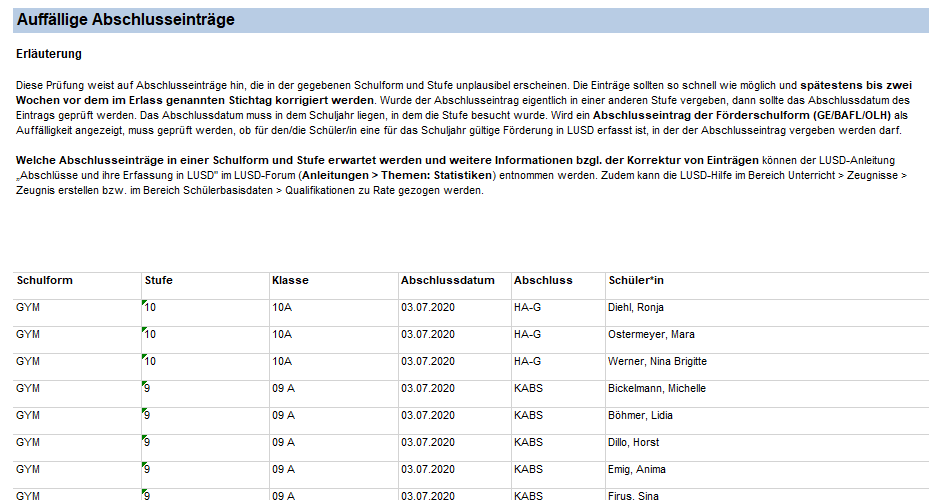 Auffällige Abschlusseinträge
Erläuterung
Diese Prüfung weist auf Abschlusseinträge hin, die in der gegebenen Schulform und Stufe unplausibel erscheinen. Die Einträge sollten so schnell wie möglich und spätestens bis zwei
Wochen vor dem im Erlass genannten Stichtag korrigiert werden. Wurde der Abschlusseintrag eigentlich in einer anderen Stufe vergeben, dann sollte das Abschlussdatum des
Eintrags geprüft werden. Das Abschlussdatum muss in dem Schuljahr liegen, in dem die Stufe besucht wurde. Wird ein Abschlusseintrag der Förderschulform (GE/BAFL/OLH) als
Auffälligkeit angezeigt, muss geprüft werden, ob für den/die Schüler/in eine für das Schuljahr gültige Förderung in LUSD erfasst ist, in der der Abschlusseintrag vergeben werden darf.
Welche Abschlusseinträge in einer Schulform und Stufe erwartet werden und weitere Informationen bzgl. der Korrektur von Einträgen können der LUSD-Anleitung
„Abschlüsse und ihre Erfassung in LUSD" im LUSD-Forum (Anleitungen > Themen: Statistiken) entnommen werden. Zudem kann die LUSD-Hilfe im Bereich Unterricht > Zeugnisse >
Zeugnis erstellen bzw. im Bereich Schülerbasisdaten > Qualifikationen zu Rate gezogen werden.
Schulform Stufe Klasse Abschlussdatum Abschluss Schüler*in
GYM 10 10A 03.07.2020 HA-G Diehl, Ronja
GYM 10 10A 03.07.2020 HA-G Ostermeyer, Mara
GYM 10 10A 03.07.2020 HA-G Werner, Nina Brigitte
GYM 9 09 A 03.07.2020 KABS Bickelmann, Michelle
GYM 9 09 A 03.07.2020 KABS Böhmer, Lidia
GYM 9 09 A 03.07.2020 KABS Dillo, Horst
GYM 9 09 A 03.07.2020 KABS Emig, Anima
GYM 9 09 A 03.07.2020 KABS Firus, Sina